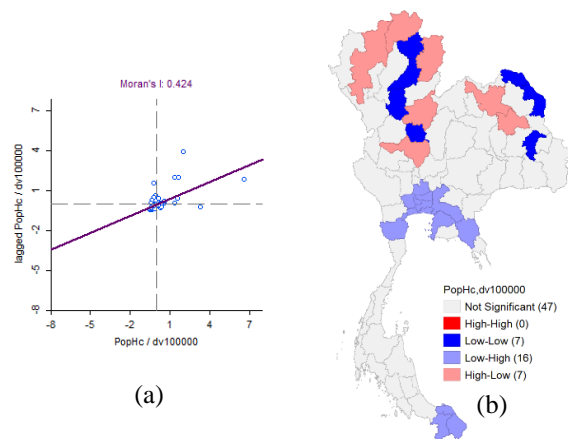 (a)
Moran's I: 0.424
lagged PopHc / dv100000
7
4
1
-2
-5
-8
-8
-5
-2
1
4
7
PopHc / dv100000
(b)
PopHc,dv100000
Not Significant (47)
High-High (0)
Low-Low (7)
Low-High (16)
High-Low (7)
(a)
(b)